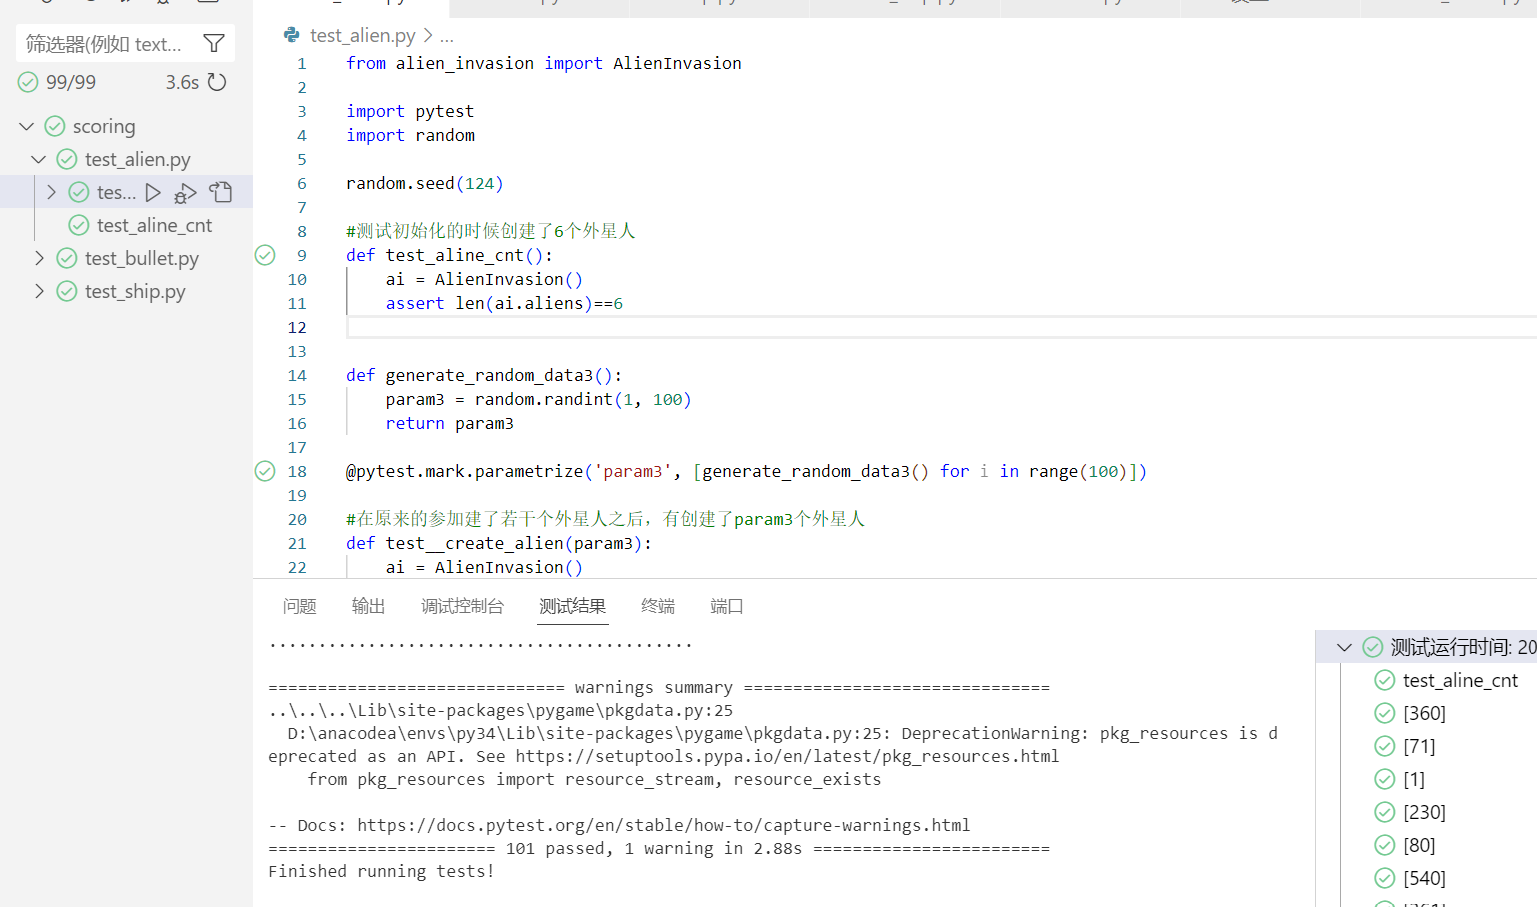 筛选器(例如 text...
99/99 3.6s
scoring
test_alien.py
tes...
test_aline_cnt
test_bullet.py
test_ship.py
test_alien.py > ...
1 from alien_invasion import AlienInvasion
2
3 import pytest
4 import random
5
6 random.seed(124)
7
8 #测试初始化的时候创建了6个外星人
9 def test_aline_cnt():
10 ai = AlienInvasion()
11 assert len(ai.aliens)==6
12
13
14 def generate_random_data3():
15 param3 = random.randint(1, 100)
16 return param3
17
18 @pytest.mark.parametrize('param3', [generate_random_data3() for i in range(100)])
19
20 #在原来的参加建了若干个外星人之后，有创建了param3个外星人
21 def test__create_alien(param3):
22 ai = AlienInvasion()
问题 输出 调试控制台 测试结果 终端 端口
...........................................
============================== warnings summary ===============================
..\..\..\Lib\site-packages\pygame\pkgdata.py:25
D:\anacodea\envs\py34\Lib\site-packages\pygame\pkgdata.py:25: DeprecationWarning: pkg_resources is d
eprecated as an API. See https://setuptools.pypa.io/en/latest/pkg_resources.html
from pkg_resources import resource_stream, resource_exists
-- Docs: https://docs.pytest.org/en/stable/how-to/capture-warnings.html
======================= 101 passed, 1 warning in 2.88s ========================
Finished running tests!
测试运行时间: 20
test_aline_cnt
[360]
[71]
[1]
[230]
[80]
[540]